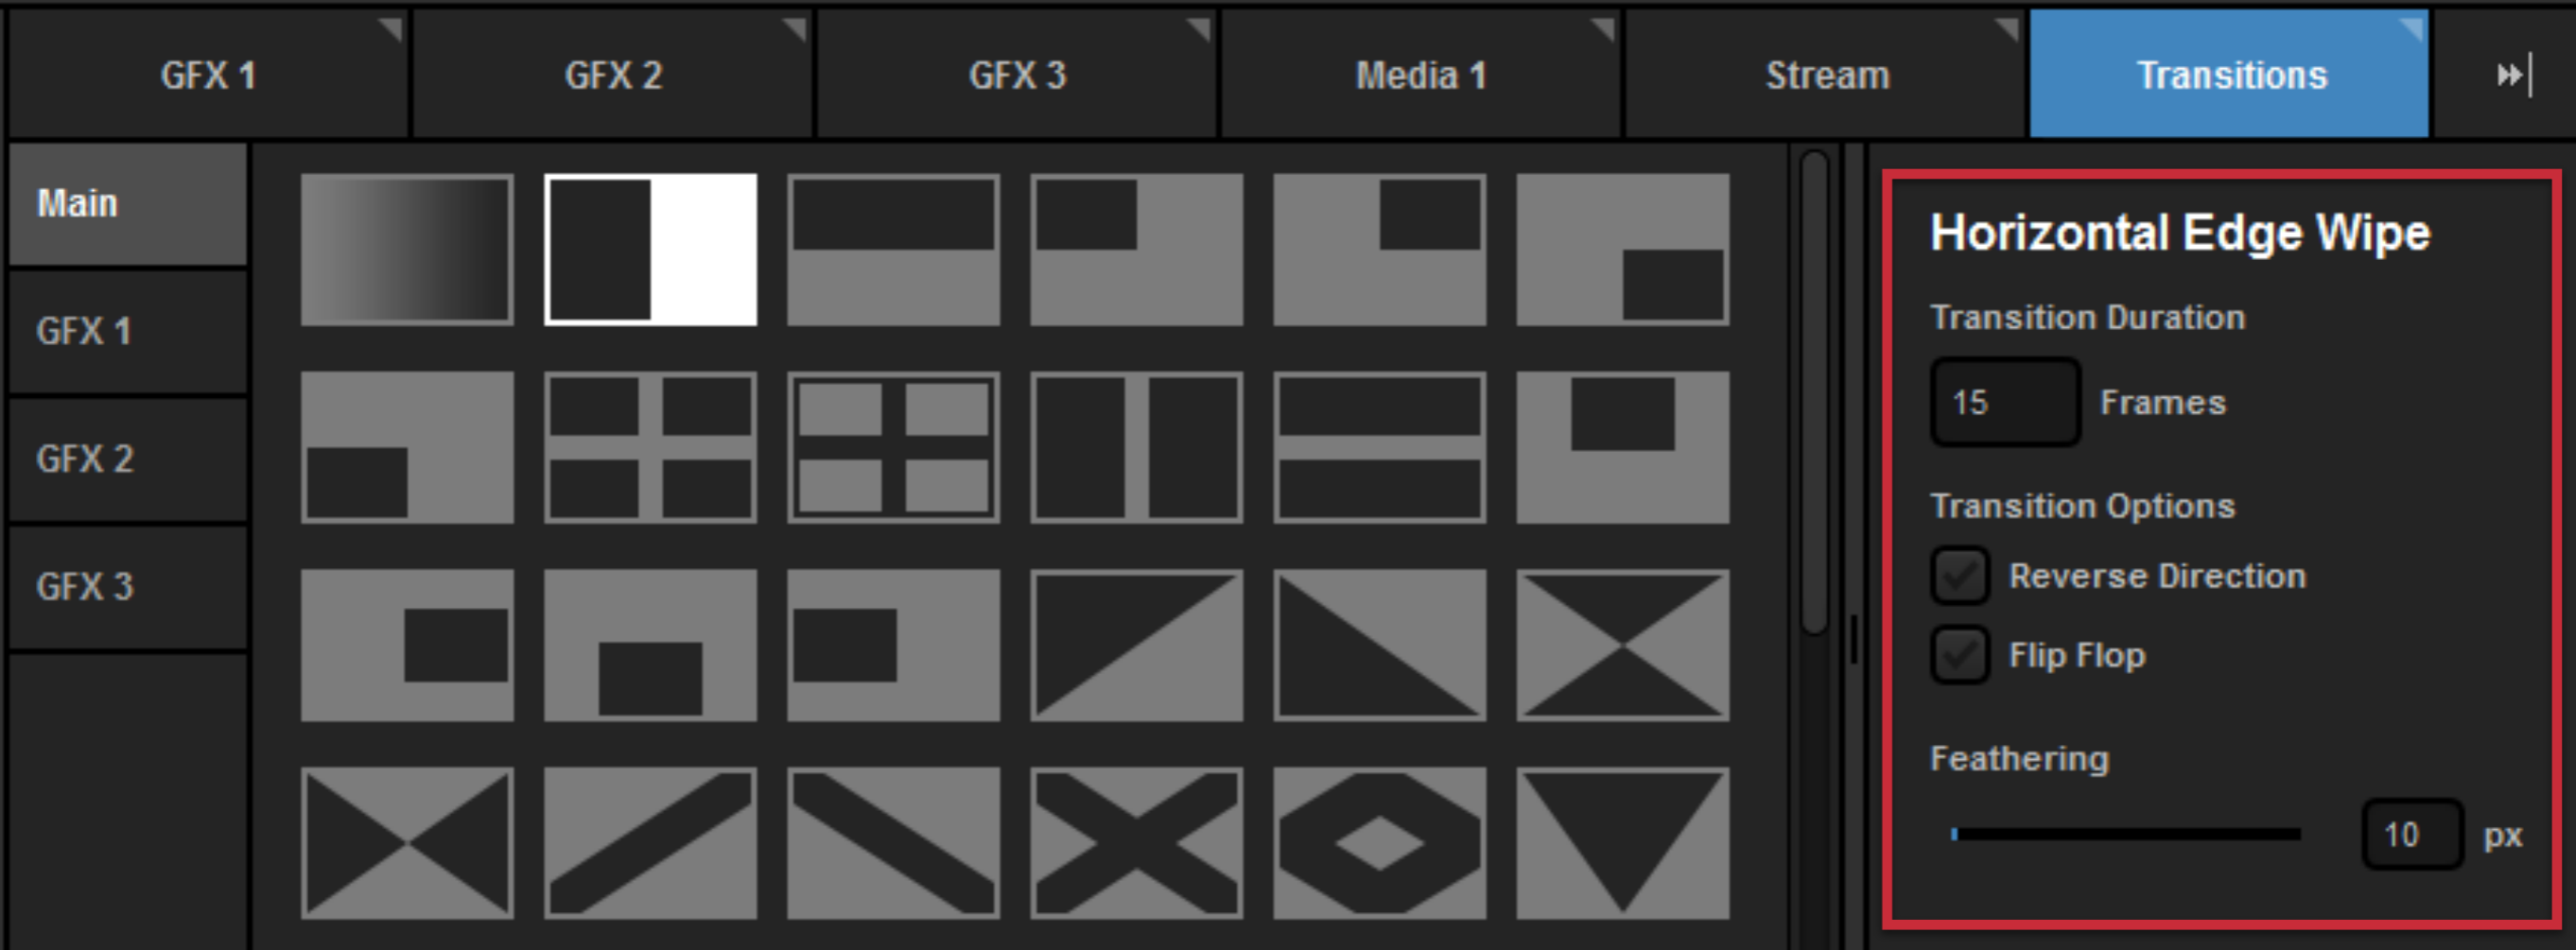 GFX 1 GFX 2 GFX 3 Media 1 Stream Transitions
Main
GFX 1
GFX 2
GFX 3
Horizontal Edge Wipe
Transition Duration
15 Frames
Transition Options
Reverse Direction
Flip Flop
Feathering
10 px